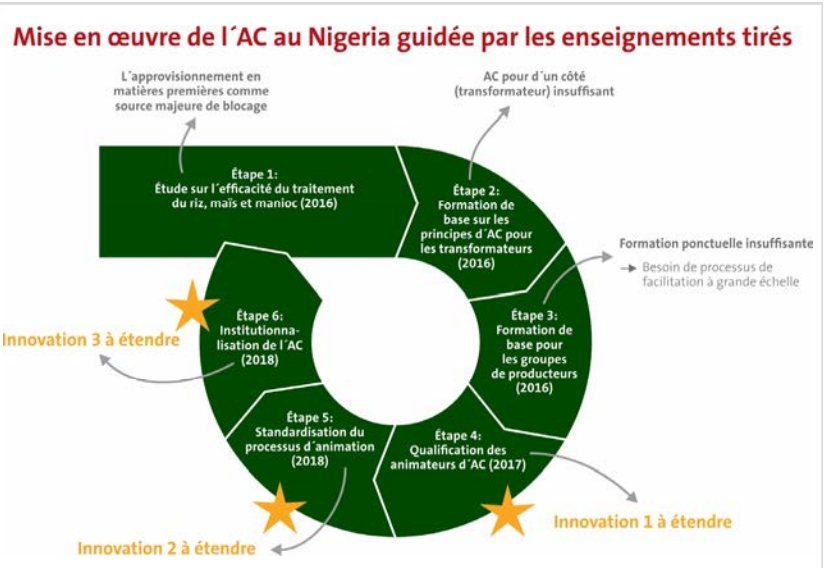 Mise en œuvre de l´AC au Nigeria guidée par les enseignements tirés
L´approvisionnement en
matières premières comme
source majeure de blocage
AC pour d´un côté
(transformateur) insuffisant
Étape 1:
Étude sur l´efficacité du traitement
du riz, maïs et manioc (2016)
Étape 2:
Formation de
base sur les
principes d´AC pour
les transformateurs
(2016)
Formation ponctuelle insuffisante
→ Besoin de processus de
facilitation à grande échelle
Étape 3:
Formation de
base pour
les groupes
de producteurs
(2016)
Étape 4:
Qualification des
animateurs d´AC (2017)
Innovation 1 à étendre
Étape 5:
Standardisation du
processus d´animation
(2018)
Innovation 2 à étendre
Étape 6:
Institutionna-
lisation de l´AC
(2018)
Innovation 3 à étendre